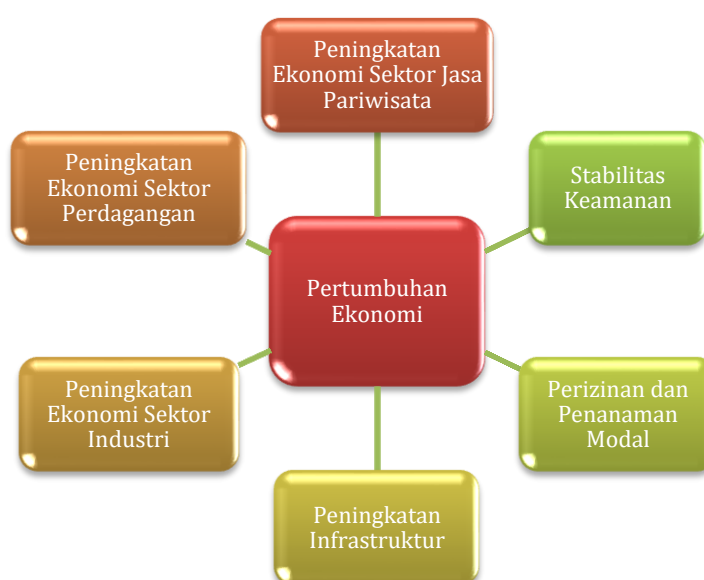 Peningkatan
Ekonomi Sektor Jasa
Pariwisata
Peningkatan
Ekonomi Sektor
Perdagangan
Stabilitas
Keamanan
Pertumbuhan
Ekonomi
Peningkatan
Ekonomi Sektor
Industri
Perizinan dan
Penanaman
Modal
Peningkatan
Infrastruktur